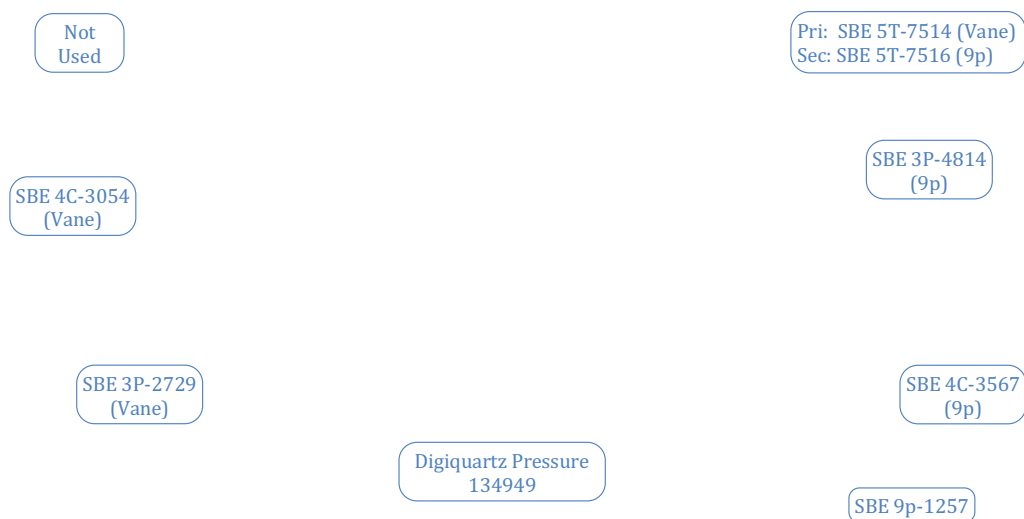 Not
Used
Pri:  SBE 5T-7514 (Vane)
Sec: SBE 5T-7516 (9p)
SBE 3P-4814
(9p)
SBE 4C-3054
(Vane)
SBE 3P-2729
(Vane)
SBE 4C-3567
(9p)
Digiquartz Pressure
134949
SBE 9p-1257